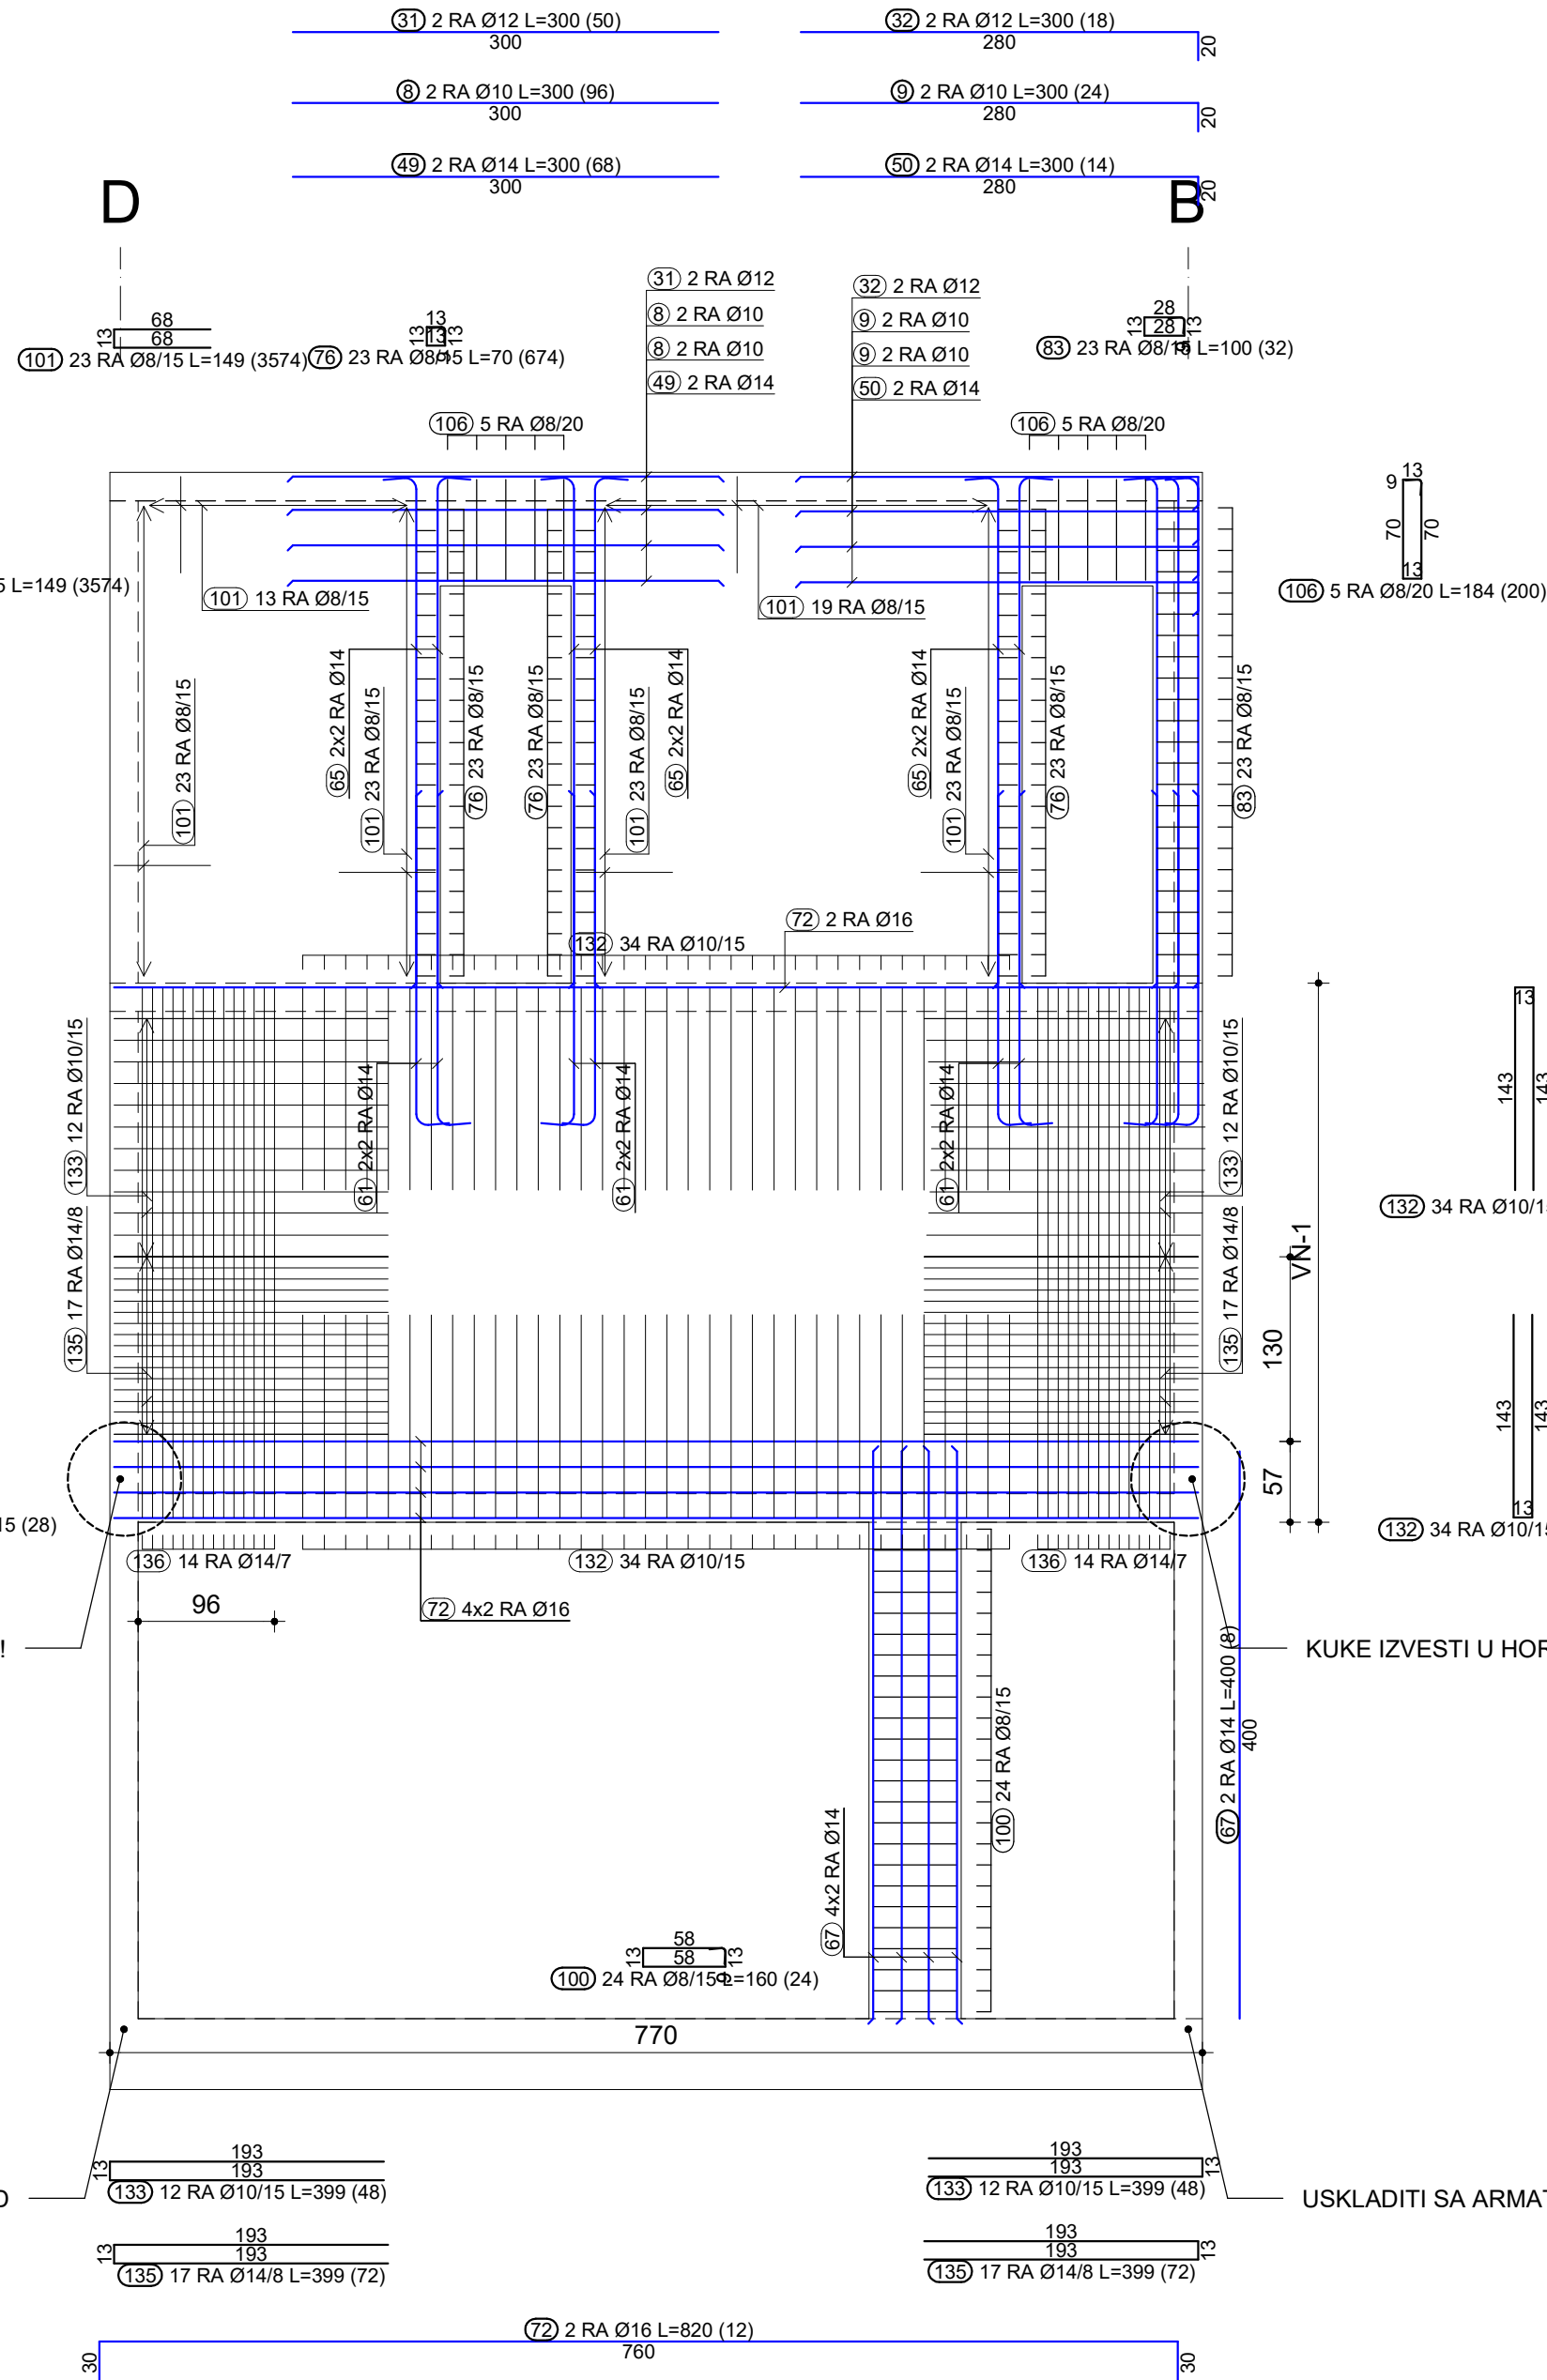 31 2 RA Ø12 L=300 (50)
300
32 2 RA Ø12 L=300 (18)
280
20
8 2 RA Ø10 L=300 (96)
300
9 2 RA Ø10 L=300 (24)
280
20
49 2 RA Ø14 L=300 (68)
300
50 2 RA Ø14 L=300 (14)
280
20
D
B
68
68
13
101 23 RA Ø8/15 L=149 (3574)
13
13
13
13
9
76 23 RA Ø8/15 L=70 (674)
31 2 RA Ø12
8 2 RA Ø10
8 2 RA Ø10
49 2 RA Ø14
32 2 RA Ø12
9 2 RA Ø10
9 2 RA Ø10
50 2 RA Ø14
28
28
13
13
9
83 23 RA Ø8/15 L=100 (32)
106 5 RA Ø8/20
106 5 RA Ø8/20
13
9
70
70
13
106 5 RA Ø8/20 L=184 (200)
5 L=149 (3574)
101 13 RA Ø8/15
101 19 RA Ø8/15
101 23 RA Ø8/15
65 2x2 RA Ø14
101 23 RA Ø8/15
76 23 RA Ø8/15
76 23 RA Ø8/15
101 23 RA Ø8/15
65 2x2 RA Ø14
65 2x2 RA Ø14
101 23 RA Ø8/15
76 23 RA Ø8/15
83 23 RA Ø8/15
72 2 RA Ø16
132 34 RA Ø10/15
133 12 RA Ø10/15
61 2x2 RA Ø14
61 2x2 RA Ø14
61 2x2 RA Ø14
133 12 RA Ø10/15
13
143
143
132 34 RA Ø10/15
135 17 RA Ø14/8
135 17 RA Ø14/8
VN-1
130
57
143
143
13
132 34 RA Ø10/15
15 (28)
136 14 RA Ø14/7
132 34 RA Ø10/15
136 14 RA Ø14/7
96
72 4x2 RA Ø16
!
KUKE IZVESTI U HOR
67 2 RA Ø14 L=400 (8)
400
100 24 RA Ø8/15
67 4x2 RA Ø14
58
58
13
13
9
100 24 RA Ø8/15 L=160 (24)
770
193
193
13
133 12 RA Ø10/15 L=399 (48)
193
193
13
133 12 RA Ø10/15 L=399 (48)
O
USKLADITI SA ARMAT
193
193
13
135 17 RA Ø14/8 L=399 (72)
193
193
13
135 17 RA Ø14/8 L=399 (72)
72 2 RA Ø16 L=820 (12)
760
30
30